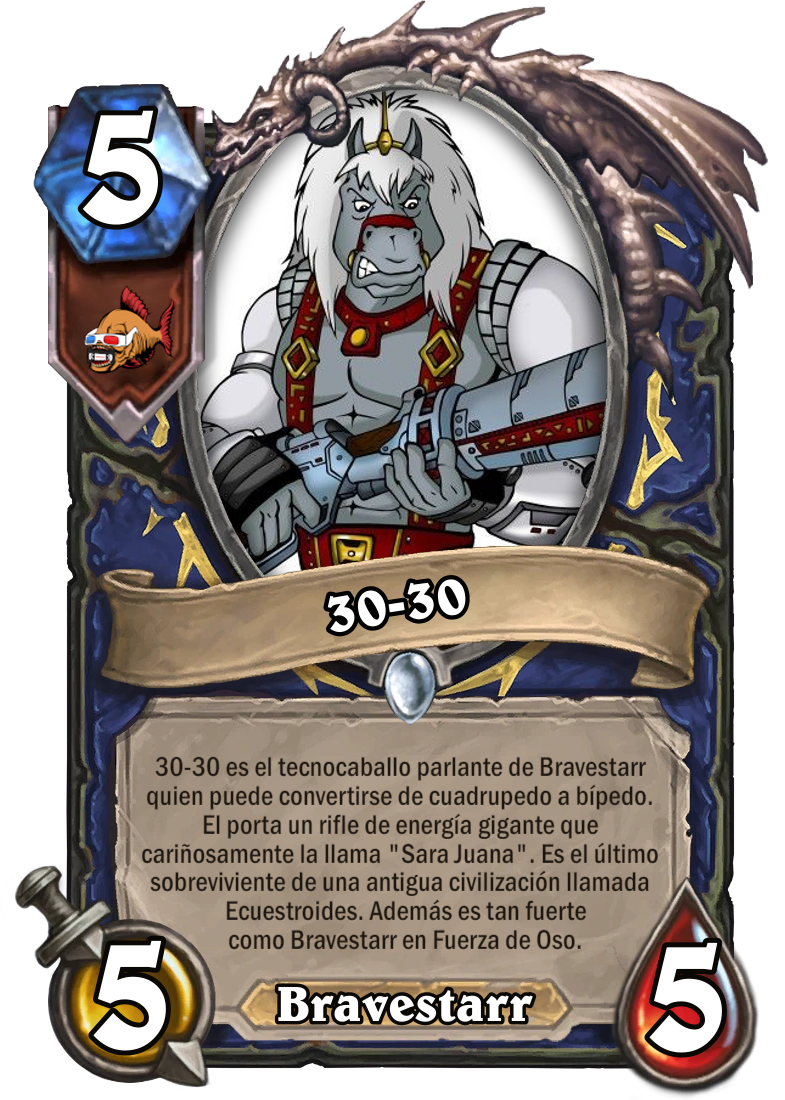 5
30-30
30-30 es el tecnocaballo parlante de Bravestarr
quien puede convertirse de cuadrupedo a bípedo.
El porta un rifle de energía gigante que
cariñosamente la llama "Sara Juana". Es el último
sobreviviente de una antigua civilización llamada
Ecuestroides. Además es tan fuerte
como Bravestarr en Fuerza de Oso.
5
Bravestarr
5